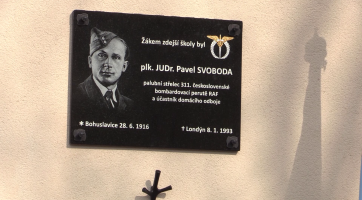 Žákem zdejší školy byl
plk. JUDr. Pavel SVOBODA
palubní střelec 311. československé
bombardovací perutě RAF
a účastník domácího odboje
* Bohuslavice 28. 6. 1916 † Londýn 8. 1. 1993